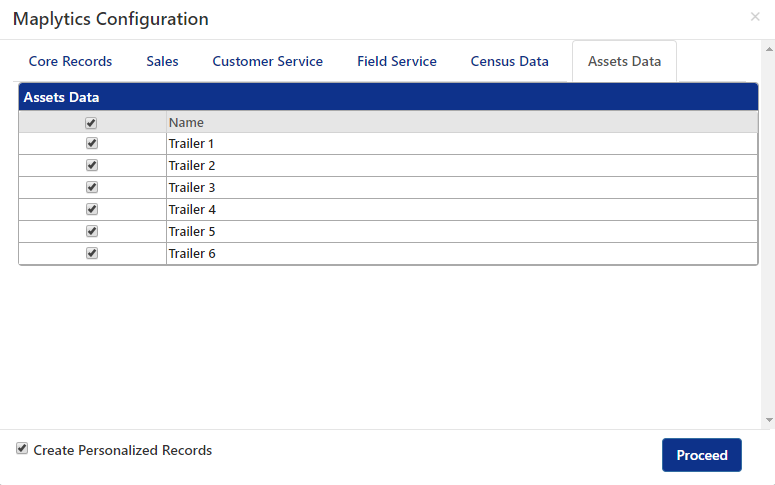 Maplytics Configuration
Core Records Sales Customer Service Field Service Census Data Assets Data
Assets Data
Name
Trailer 1
Trailer 2
Trailer 3
Trailer 4
Trailer 5
Trailer 6
Create Personalized Records
Proceed